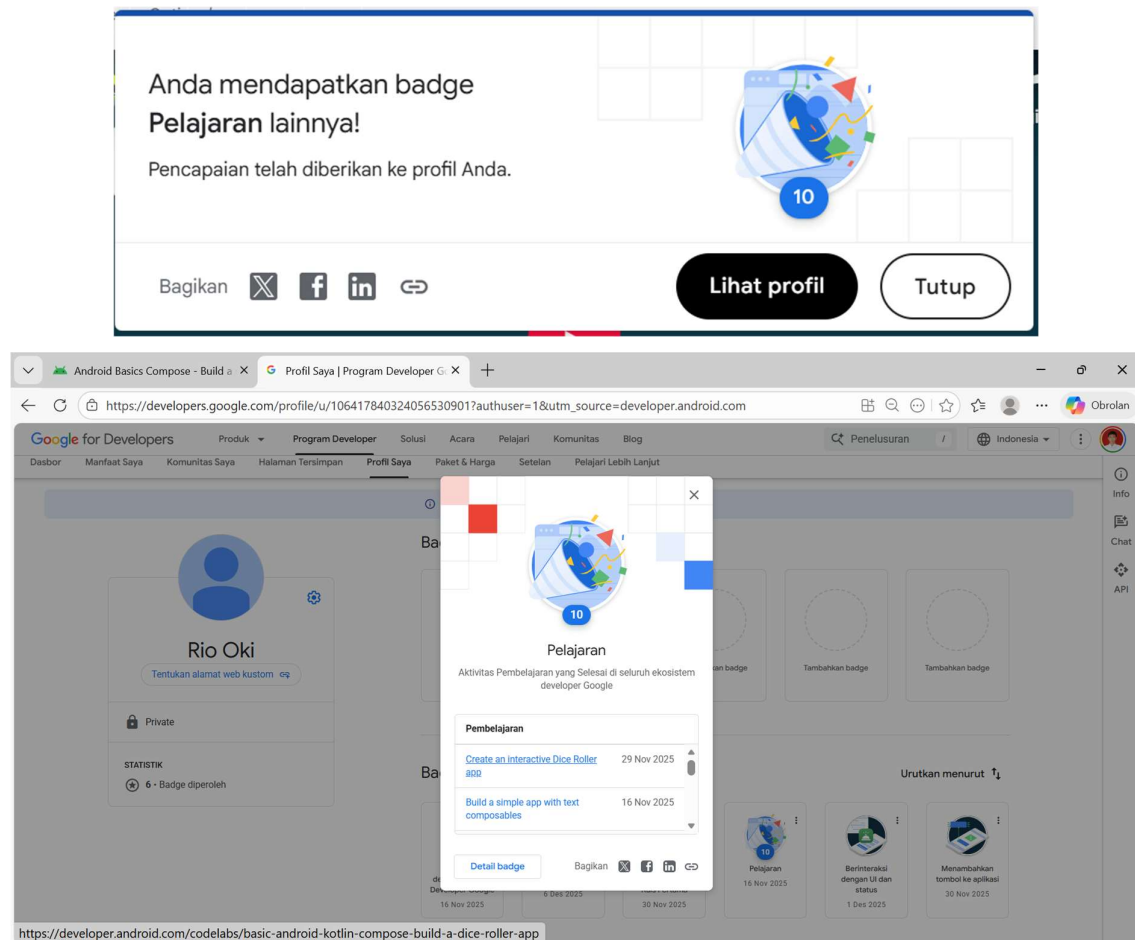 Anda mendapatkan badge
Pelajaran lainnya!
Pencapaian telah diberikan ke profil Anda.
10
Bagikan
Lihat profil
Tutup
Android Basics Compose - Build a
Profil Saya | Program Developer G
https://developers.google.com/profile/u/106417840324056530901?authuser=1&utm_source=developer.android.com
Obrolan
Google for Developers
Produk
Program Developer
Solusi
Acara
Pelajari
Komunitas
Blog
Penelusuran
/
Indonesia
Dasbor
Manfaat Saya
Komunitas Saya
Halaman Tersimpan
Profil Saya
Paket & Harga
Setelan
Pelajari Lebih Lanjut
Info
Chat
API
Rio Oki
Tentukan alamat web kustom
Private
STATISTIK
6 - Badge diperoleh
Ba
Tambahkan badge
Tambahkan badge
10
Pelajaran
Aktivitas Pembelajaran yang Selesai di seluruh ekosistem
developer Google
Pembelajaran
Create an interactive Dice Roller
app
29 Nov 2025
Build a simple app with text
composables
16 Nov 2025
Detail badge
Bagikan
Ba
Urutkan menurut
16 Nov 2025
6 Des 2025
30 Nov 2025
10
Pelajaran
16 Nov 2025
Berinteraksi
dengan UI dan
status
1 Des 2025
Menambahkan
tombol ke aplikasi
30 Nov 2025
https://developer.android.com/codelabs/basic-android-kotlin-compose-build-a-dice-roller-app